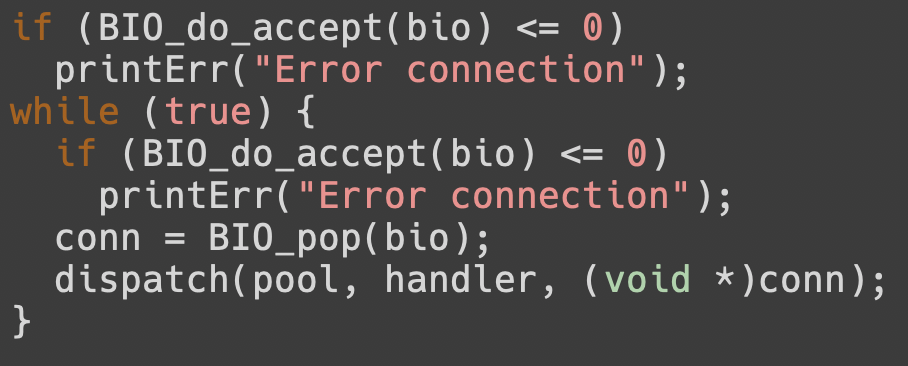 if (BIO_do_accept(bio) <= 0)
  printErr("Error connection");
while (true) {
  if (BIO_do_accept(bio) <= 0)
    printErr("Error connection");
  conn = BIO_pop(bio);
  dispatch(pool, handler, (void *)conn);
}